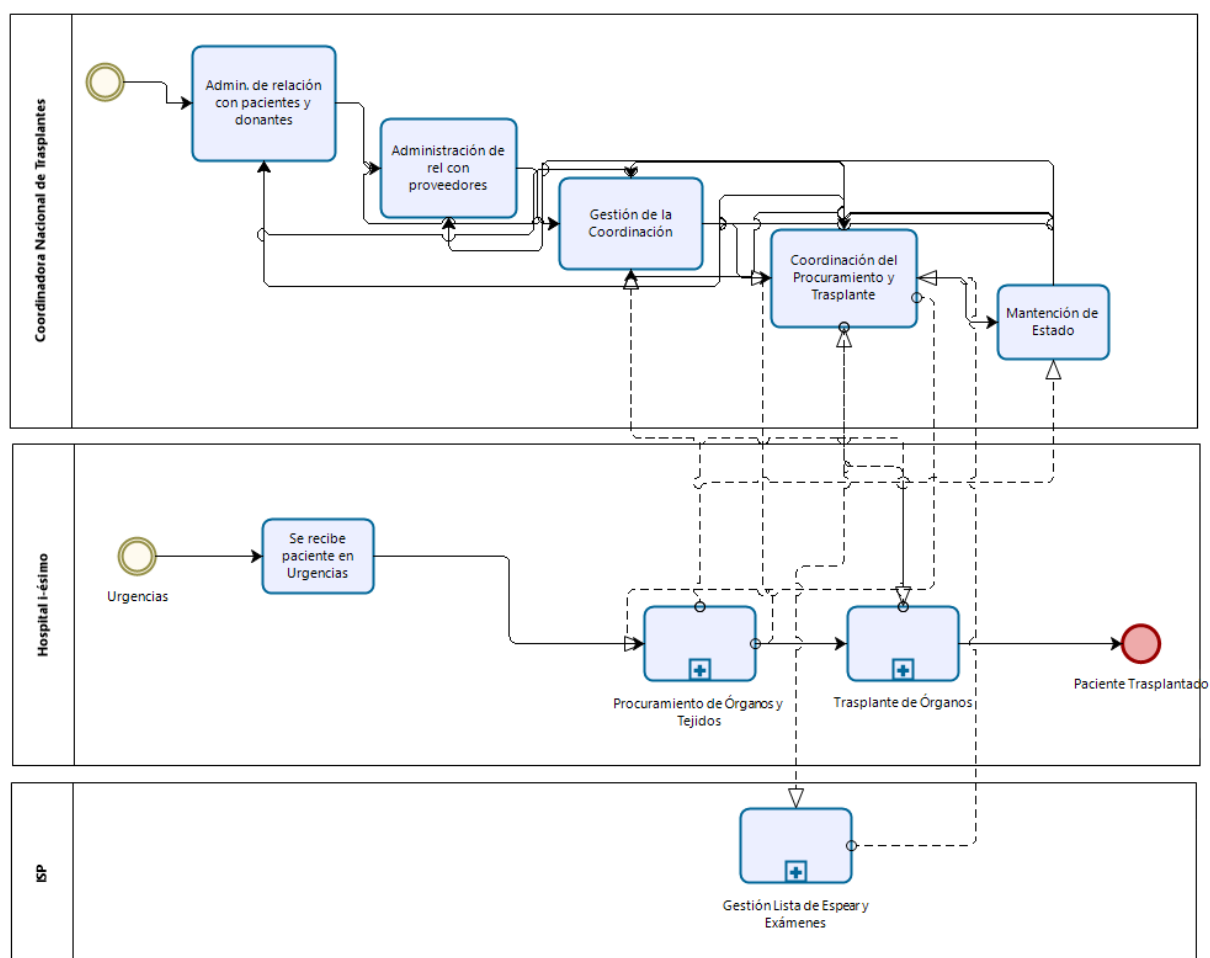 Coordinadora Nacional de Trasplantes
Admin. de relación
con pacientes y
donantes
Administración de
rel con
proveedores
Gestión de la
Coordinación
Coordinación del
Procuramiento y
Trasplante
Mantención de
Estado
Hospital i-ésimo
Urgencias
Se recibe
paciente en
Urgencias
Procuramiento de Órganos y
Tejidos
Trasplante de Órganos
Paciente Trasplantado
ISP
Gestión Lista de Espear y
Exámenes